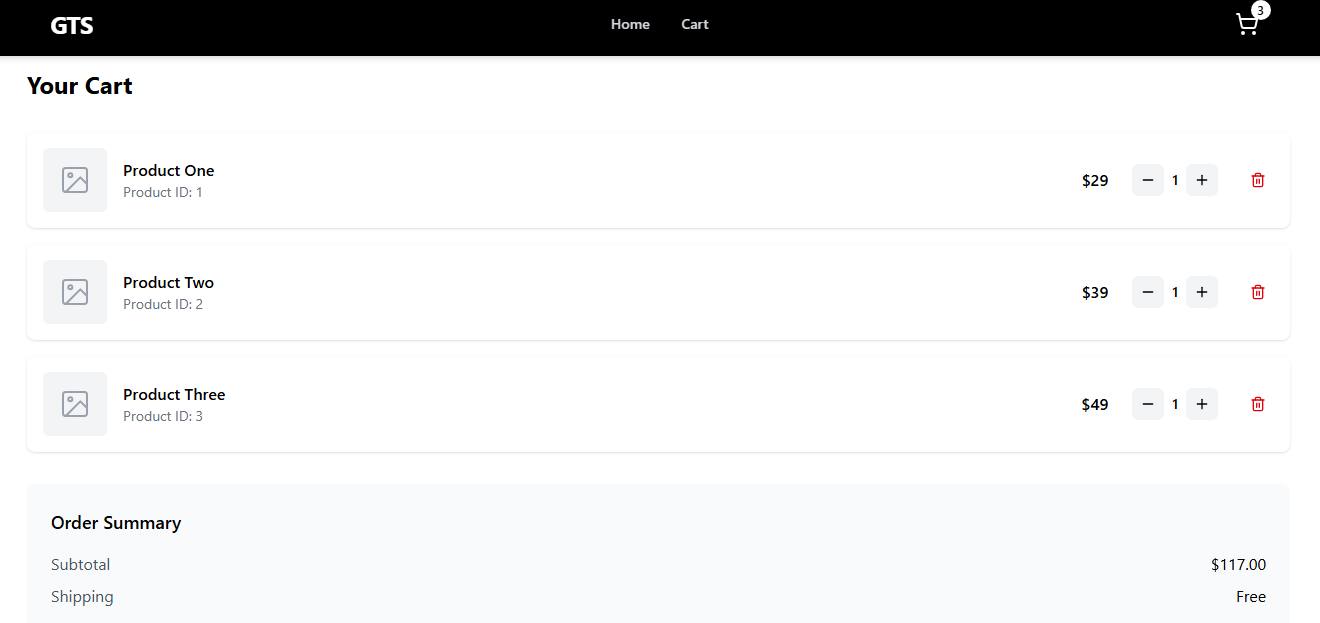 GTS
Home
Cart
3
Your Cart
Product One
Product ID: 1
$29
− 1 +
Product Two
Product ID: 2
$39
− 1 +
Product Three
Product ID: 3
$49
− 1 +
Order Summary
Subtotal $117.00
Shipping Free